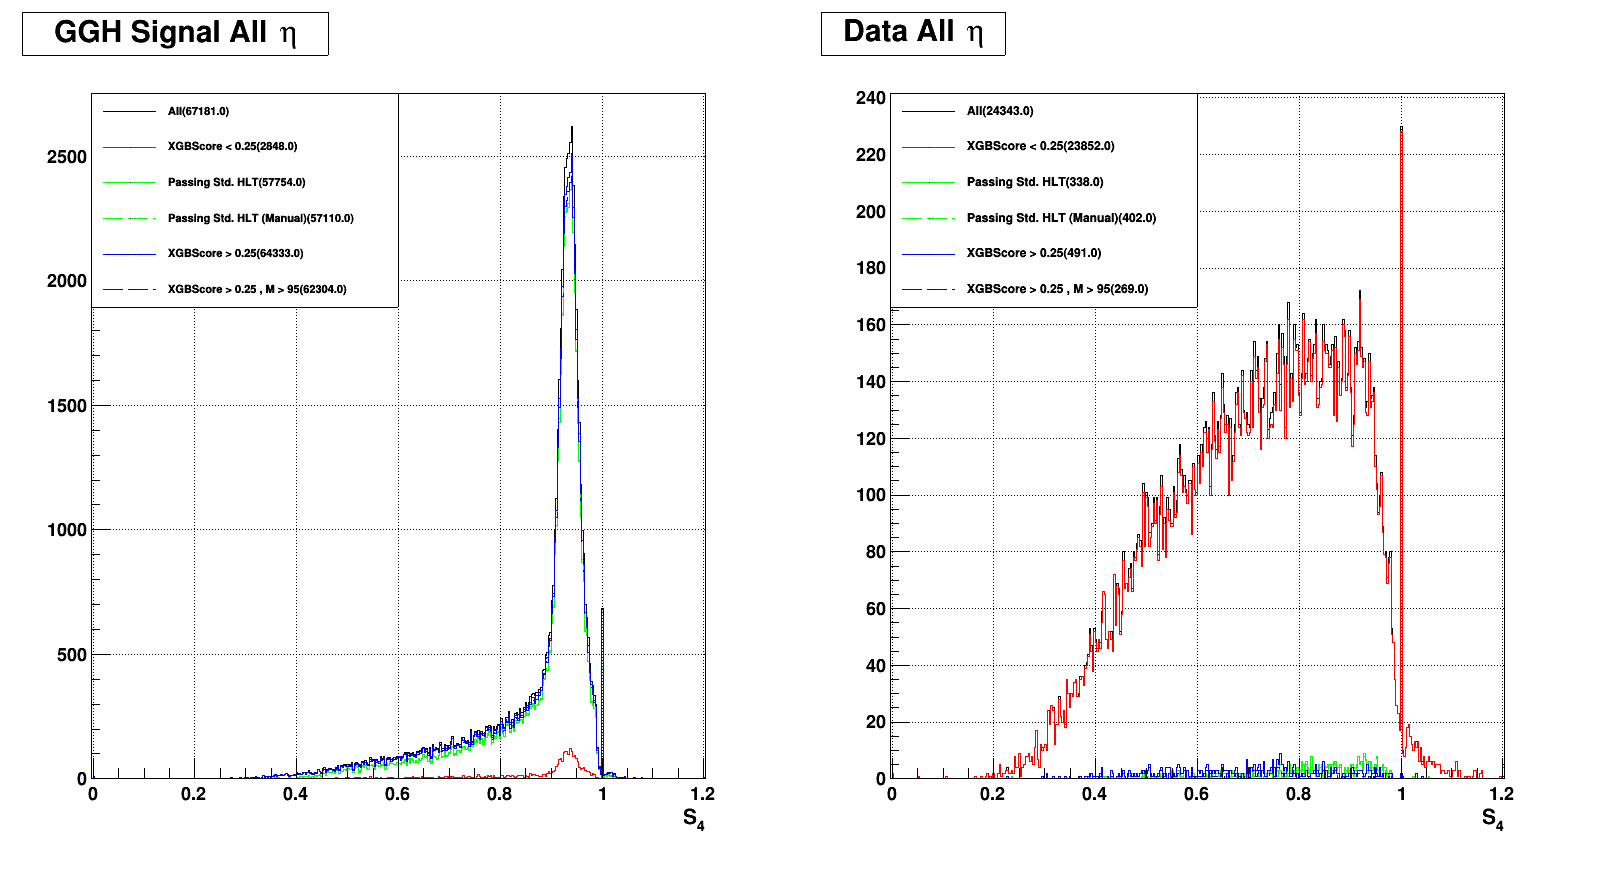 GGH Signal All η
All(67181.0)
XGBScore < 0.25(2848.0)
Passing Std. HLT(57754.0)
Passing Std. HLT (Manual)(57110.0)
XGBScore > 0.25(64333.0)
XGBScore > 0.25 , M > 95(62304.0)
2500
2000
1500
1000
500
0
0 0.2 0.4 0.6 0.8 1 1.2
S4
Data All η
All(24343.0)
XGBScore < 0.25(23852.0)
Passing Std. HLT(338.0)
Passing Std. HLT (Manual)(402.0)
XGBScore > 0.25(491.0)
XGBScore > 0.25 , M > 95(269.0)
240
220
200
180
160
140
120
100
80
60
40
20
0
0 0.2 0.4 0.6 0.8 1 1.2
S4